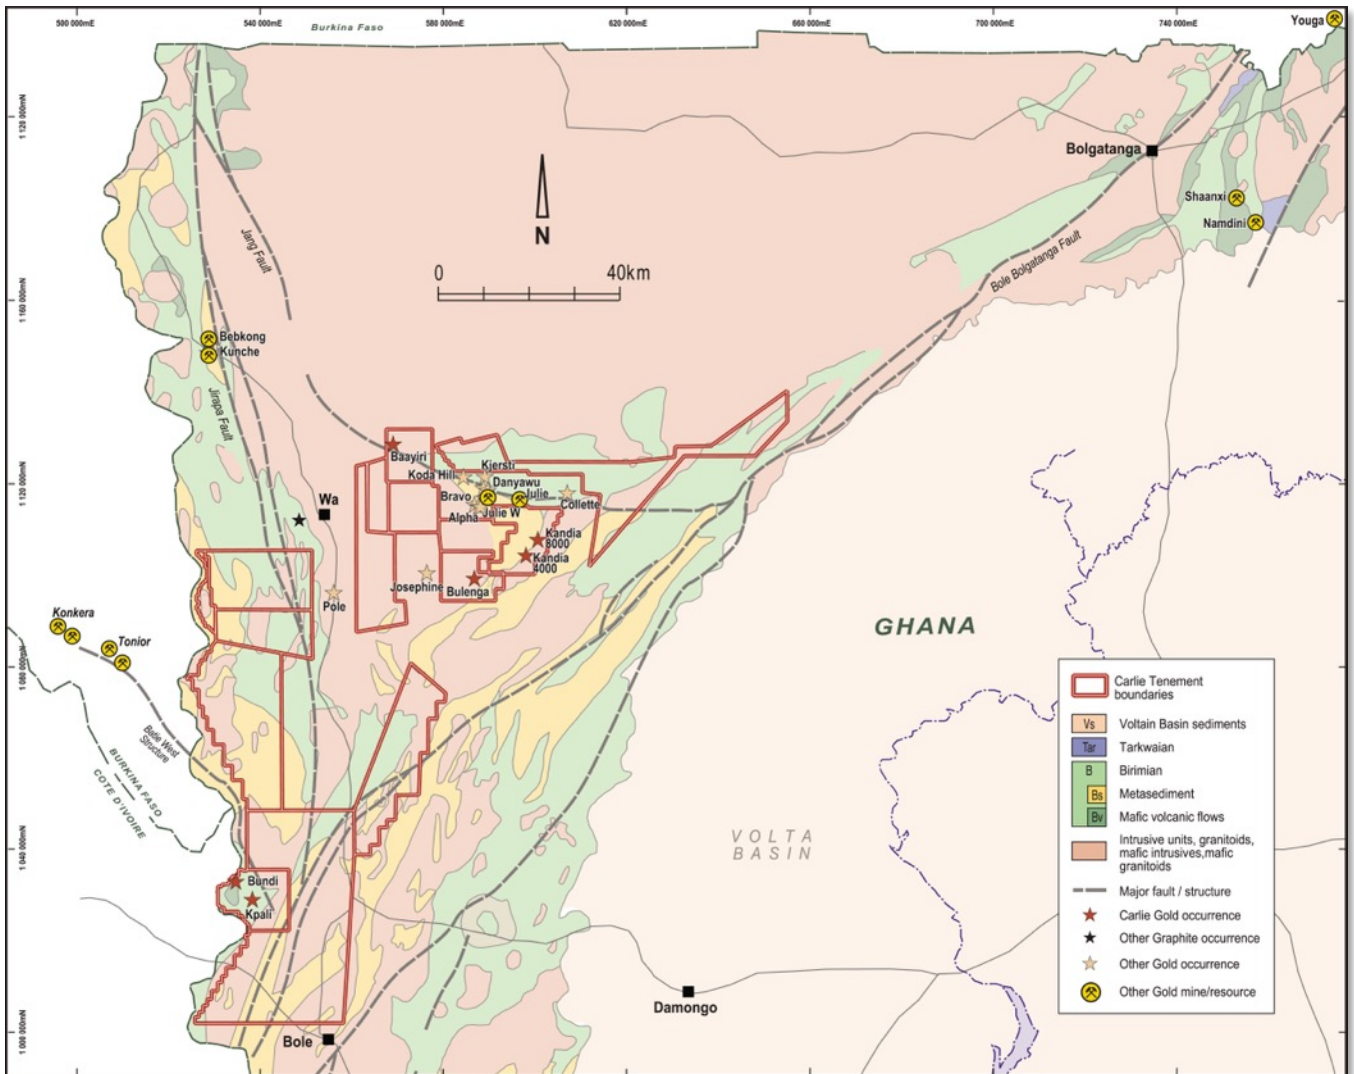 500 000mE
540 000mE
580 000mE
620 000mE
660 000mE
700 000mE
740 000mE
Burkina Faso
Youga
1 120 000mN
Bolgatanga
Shaanxi
Namdini
N
Jang Fault
Bole Bolgatanga Fault
0 40km
1 160 000mN
Bebkong
Kunche
Jirapa Fault
Baayiri
Koda Hill
Kjersti
Danyawu
Bravo
Julie
Collette
Alpha
Julie W
1 120 000mN
Wa
Kandia
8000
Kandia
4000
Josephine
Bulenga
Pole
Konkera
Tonior
GHANA
1 080 000mN
Batie West
Structure
BURKINA FASO
COTE D'IVOIRE
VOLTA
BASIN
1 040 000mN
Bundi
Kpali
Damongo
1 000 000mN
Bole
Carlie Tenement
boundaries
Vs Voltain Basin sediments
Tar Tarkwaian
B Birimian
Bs Metasediment
Bv Mafic volcanic flows
Intrusive units, granitoids,
mafic intrusives,mafic
granitoids
Major fault / structure
Carlie Gold occurrence
Other Graphite occurrence
Other Gold occurrence
Other Gold mine/resource